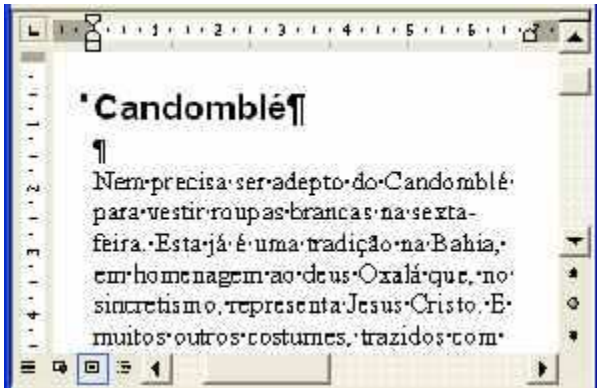 Candomblé¶
¶
Nem·precisa·ser·adepto·do·Candomblé·
para·vestir·roupas·brancas·na·sexta-
feira.·Esta·já·é·uma·tradição·na·Bahia,·
em·homenagem·ao·deus·Oxalá·que,·no·
sincretismo,·representa·Jesus·Cristo.·E·
muitos·outros·costumes,·trazidos·com·